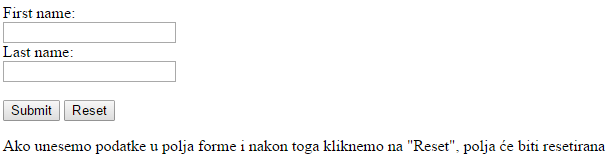 First name:
Last name:
Submit Reset
Ako unesemo podatke u polja forme i nakon toga kliknemo na "Reset", polja će biti resetirana